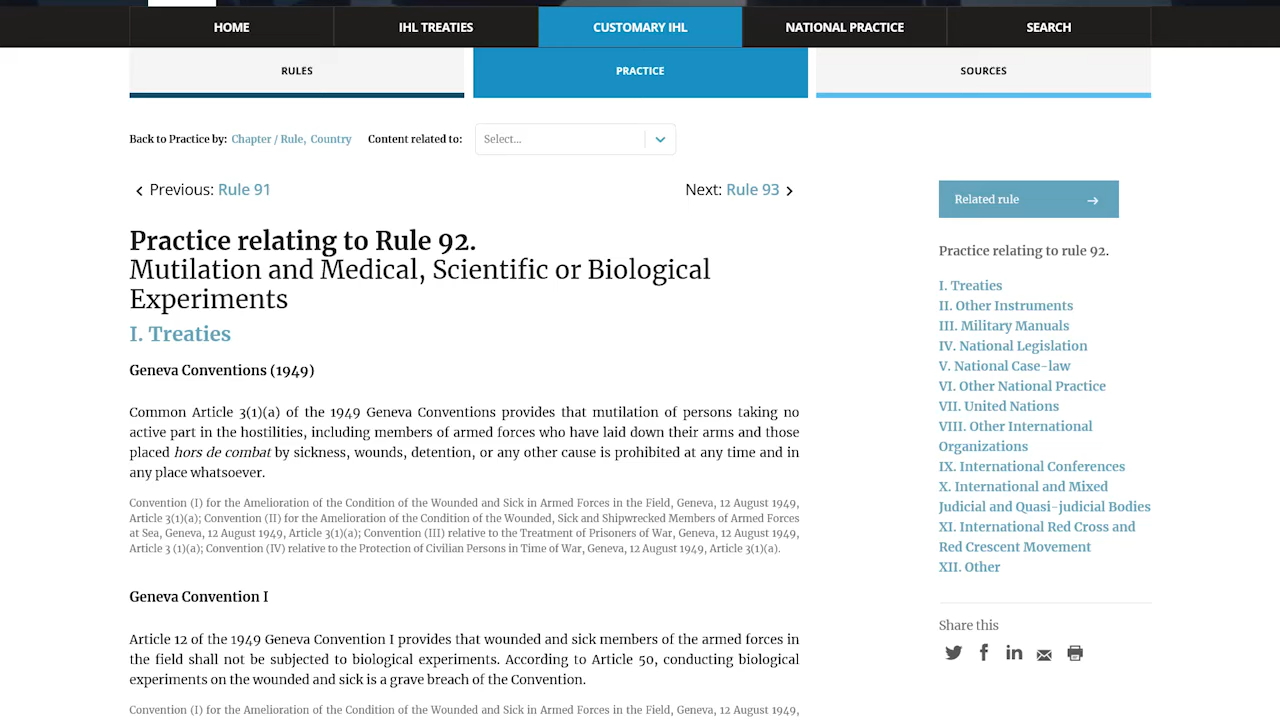 HOME
IHL TREATIES
CUSTOMARY IHL
NATIONAL PRACTICE
SEARCH
RULES
PRACTICE
SOURCES
Back to Practice by: Chapter / Rule, Country
Content related to:
Select...
Previous: Rule 91
Next: Rule 93
Practice relating to Rule 92.
Mutilation and Medical, Scientific or Biological
Experiments
I. Treaties
Geneva Conventions (1949)
Common Article 3(1)(a) of the 1949 Geneva Conventions provides that mutilation of persons taking no
active part in the hostilities, including members of armed forces who have laid down their arms and those
placed hors de combat by sickness, wounds, detention, or any other cause is prohibited at any time and in
any place whatsoever.
Convention (I) for the Amelioration of the Condition of the Wounded and Sick in Armed Forces in the Field, Geneva, 12 August 1949,
Article 3(1)(a); Convention (II) for the Amelioration of the Condition of the Wounded, Sick and Shipwrecked Members of Armed Forces
at Sea, Geneva, 12 August 1949, Article 3(1)(a); Convention (III) relative to the Treatment of Prisoners of War, Geneva, 12 August 1949,
Article 3 (1)(a); Convention (IV) relative to the Protection of Civilian Persons in Time of War, Geneva, 12 August 1949, Article 3(1)(a).
Geneva Convention I
Article 12 of the 1949 Geneva Convention I provides that wounded and sick members of the armed forces in
the field shall not be subjected to biological experiments. According to Article 50, conducting biological
experiments on the wounded and sick is a grave breach of the Convention.
Convention (I) for the Amelioration of the Condition of the Wounded and Sick in Armed Forces in the Field, Geneva, 12 August 1949,
Related rule
Practice relating to rule 92.
I. Treaties
II. Other Instruments
III. Military Manuals
IV. National Legislation
V. National Case-law
VI. Other National Practice
VII. United Nations
VIII. Other International
Organizations
IX. International Conferences
X. International and Mixed
Judicial and Quasi-judicial Bodies
XI. International Red Cross and
Red Crescent Movement
XII. Other
Share this